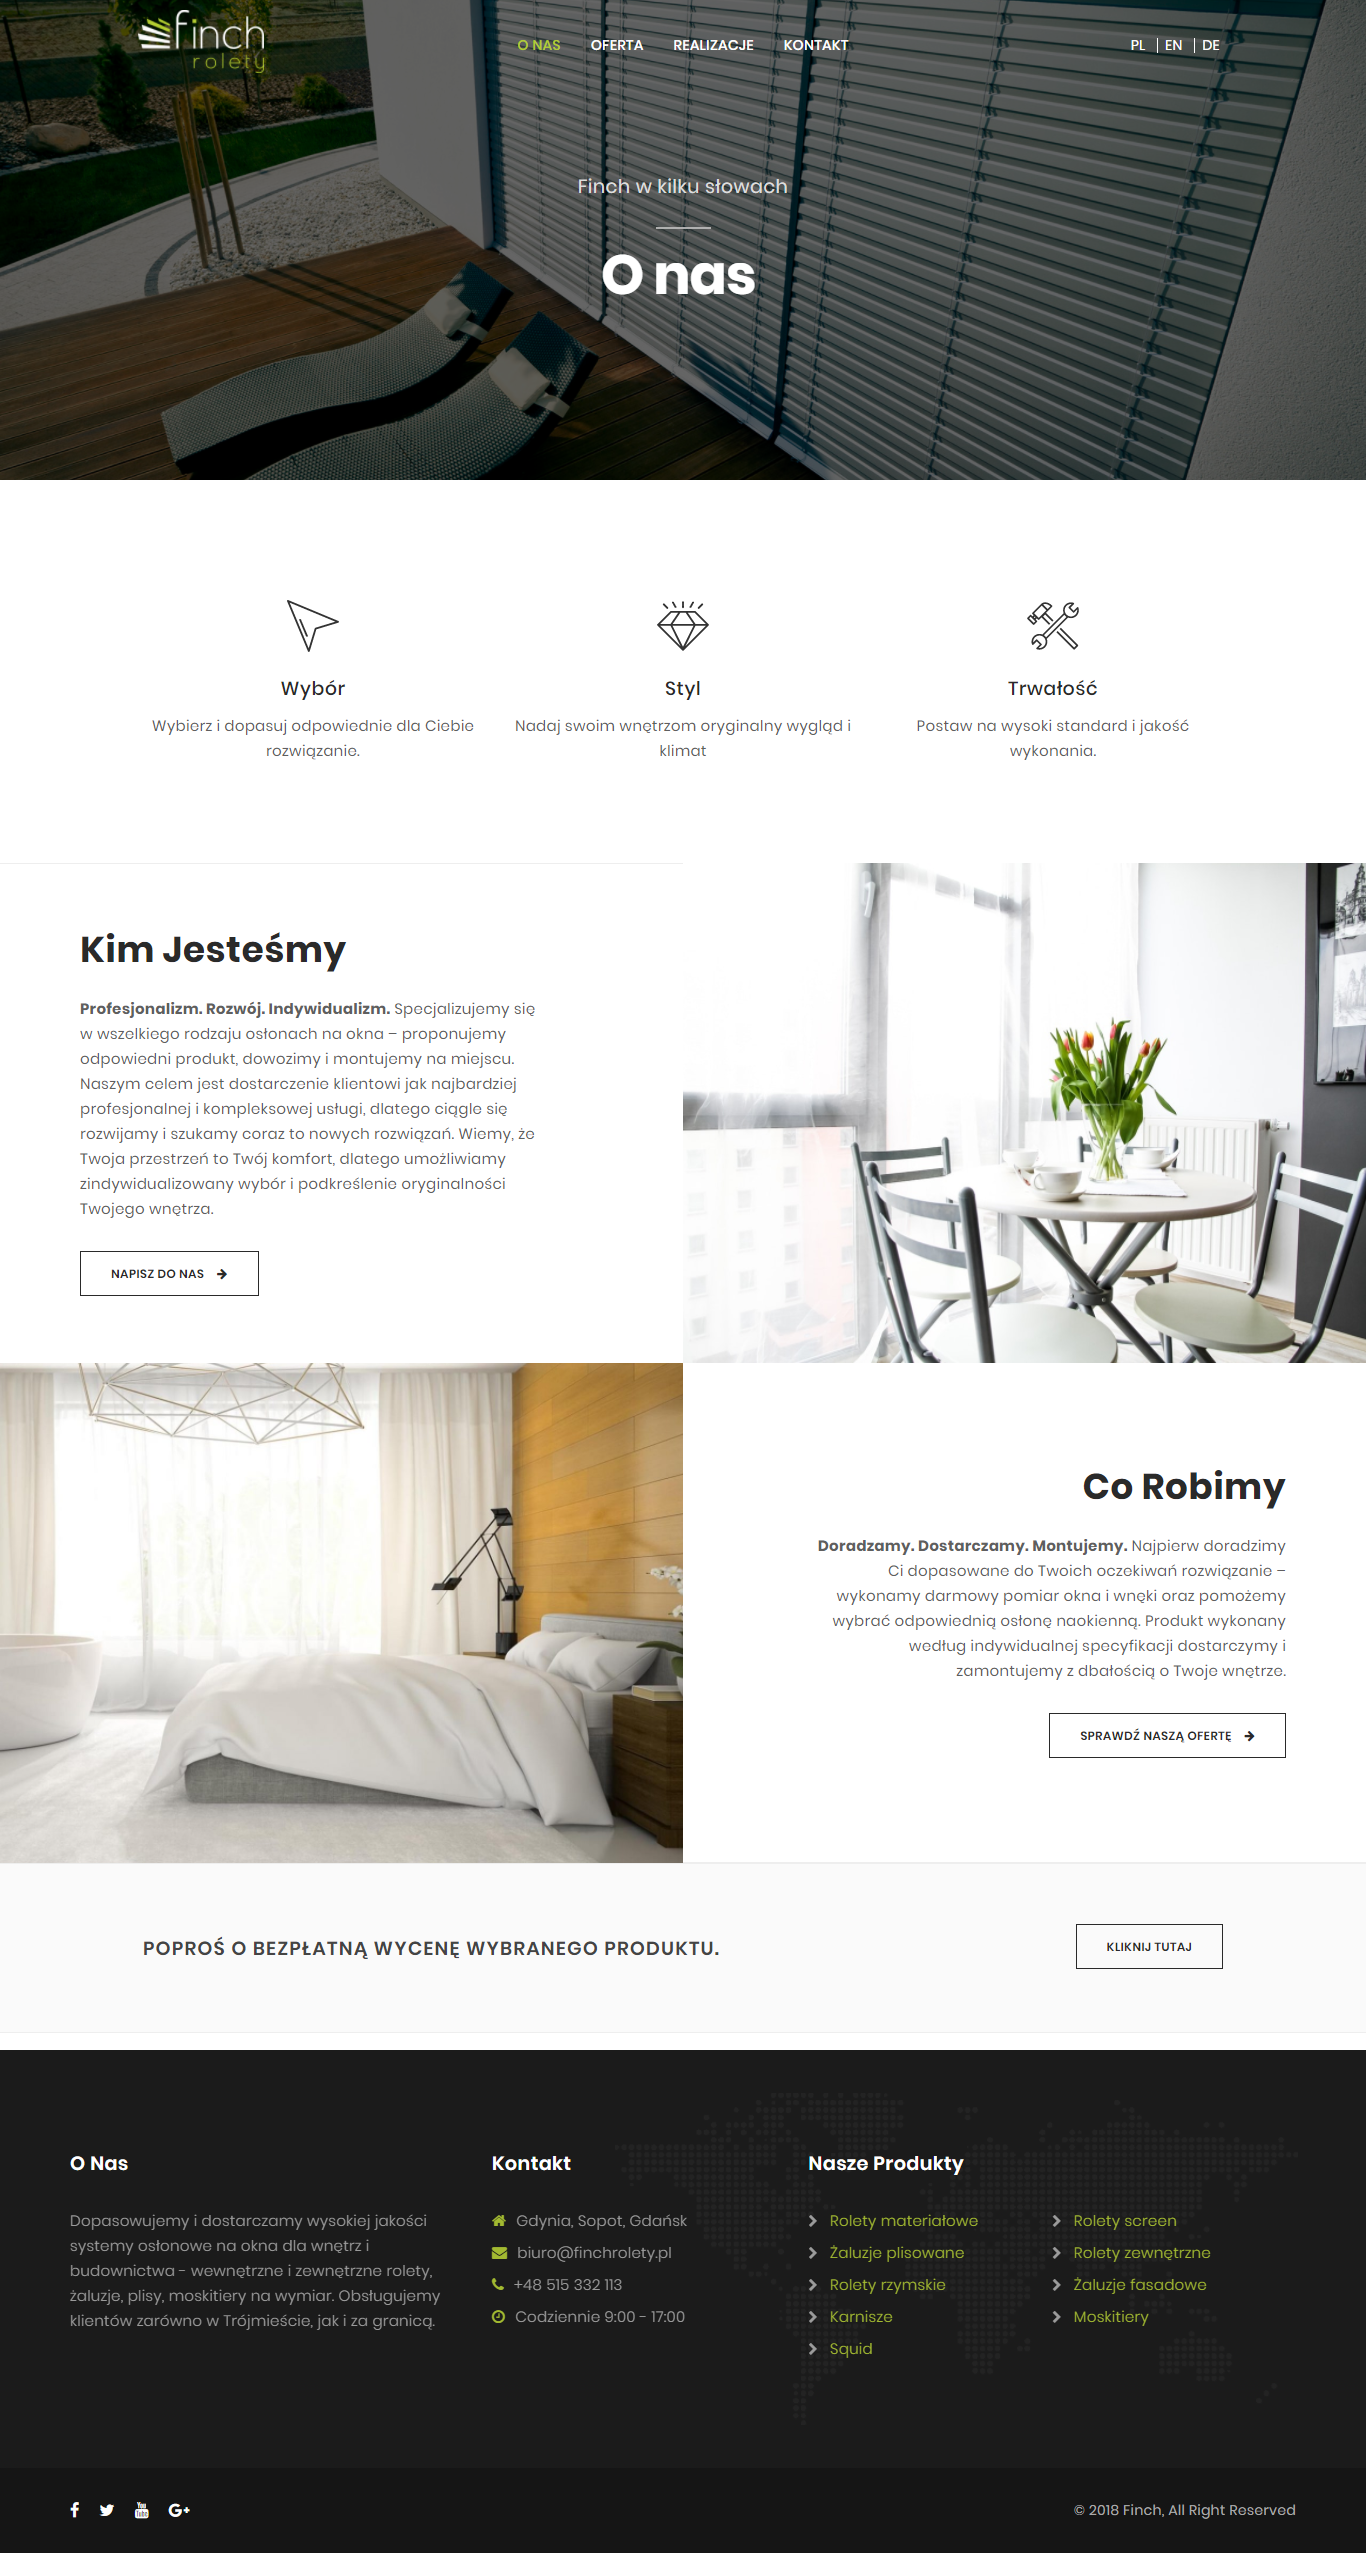 finch
rolety
O NAS
OFERTA
REALIZACJE
KONTAKT
PL | EN | DE
Finch w kilku słowach
O nas
Wybór
Wybierz i dopasuj odpowiednie dla Ciebie
rozwiązanie.
Styl
Nadaj swoim wnętrzom oryginalny wygląd i
klimat
Trwałość
Postaw na wysoki standard i jakość
wykonania.
Kim Jesteśmy
Profesjonalizm. Rozwój. Indywidualizm. Specjalizujemy się
w wszelkiego rodzaju osłonach na okna – proponujemy
odpowiedni produkt, dowozimy i montujemy na miejscu.
Naszym celem jest dostarczenie klientowi jak najbardziej
profesjonalnej i kompleksowej usługi, dlatego ciągle się
rozwijamy i szukamy coraz to nowych rozwiązań. Wiemy, że
Twoja przestrzeń to Twój komfort, dlatego umożliwiamy
zindywidualizowany wybór i podkreślenie oryginalności
Twojego wnętrza.
NAPISZ DO NAS
Co Robimy
Doradzamy. Dostarczamy. Montujemy. Najpierw doradzimy
Ci dopasowane do Twoich oczekiwań rozwiązanie –
wykonamy darmowy pomiar okna i wnęki oraz pomożemy
wybrać odpowiednią osłonę naokienną. Produkt wykonany
według indywidualnej specyfikacji dostarczymy i
zamontujemy z dbałością o Twoje wnętrze.
SPRAWDŹ NASZĄ OFERTĘ
POPROŚ O BEZPŁATNĄ WYCENĘ WYBRANEGO PRODUKTU.
KLIKNIJ TUTAJ
O Nas
Dopasowujemy i dostarczamy wysokiej jakości
systemy osłonowe na okna dla wnętrz i
budownictwa - wewnętrzne i zewnętrzne rolety,
żaluzje, plisy, moskitiery na wymiar. Obsługujemy
klientów zarówno w Trójmieście, jak i za granicą.
Kontakt
Gdynia, Sopot, Gdańsk
biuro@finchrolety.pl
+48 515 332 113
Codziennie 9:00 - 17:00
Nasze Produkty
Rolety materiałowe
Żaluzje plisowane
Rolety rzymskie
Karnisze
Squid
Rolety screen
Rolety zewnętrzne
Żaluzje fasadowe
Moskitiery
© 2018 Finch, All Right Reserved